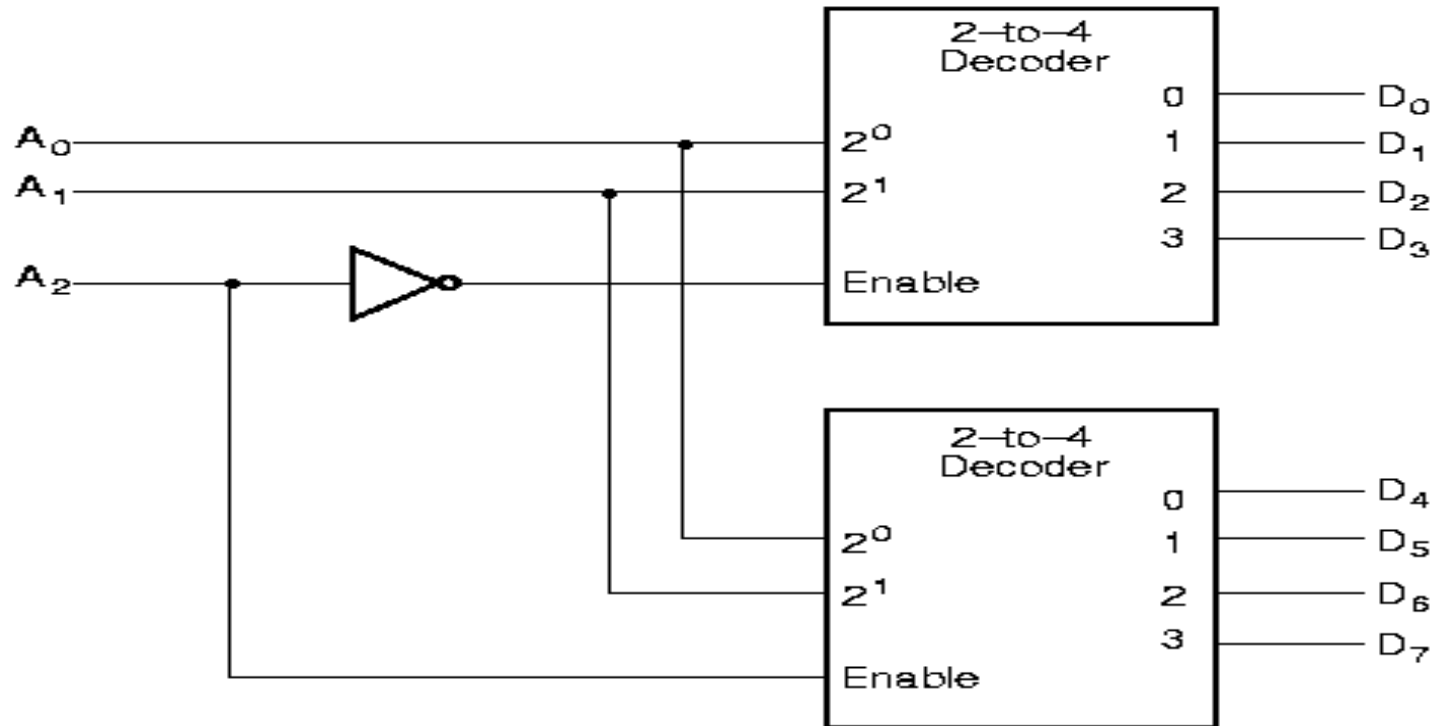 2-to-4
Decoder
0 D₀
A₀ 2⁰ 1 D₁
A₁ 2¹ 2 D₂
3 D₃
A₂ Enable
2-to-4
Decoder
0 D₄
2⁰ 1 D₅
2¹ 2 D₆
3 D₇
Enable